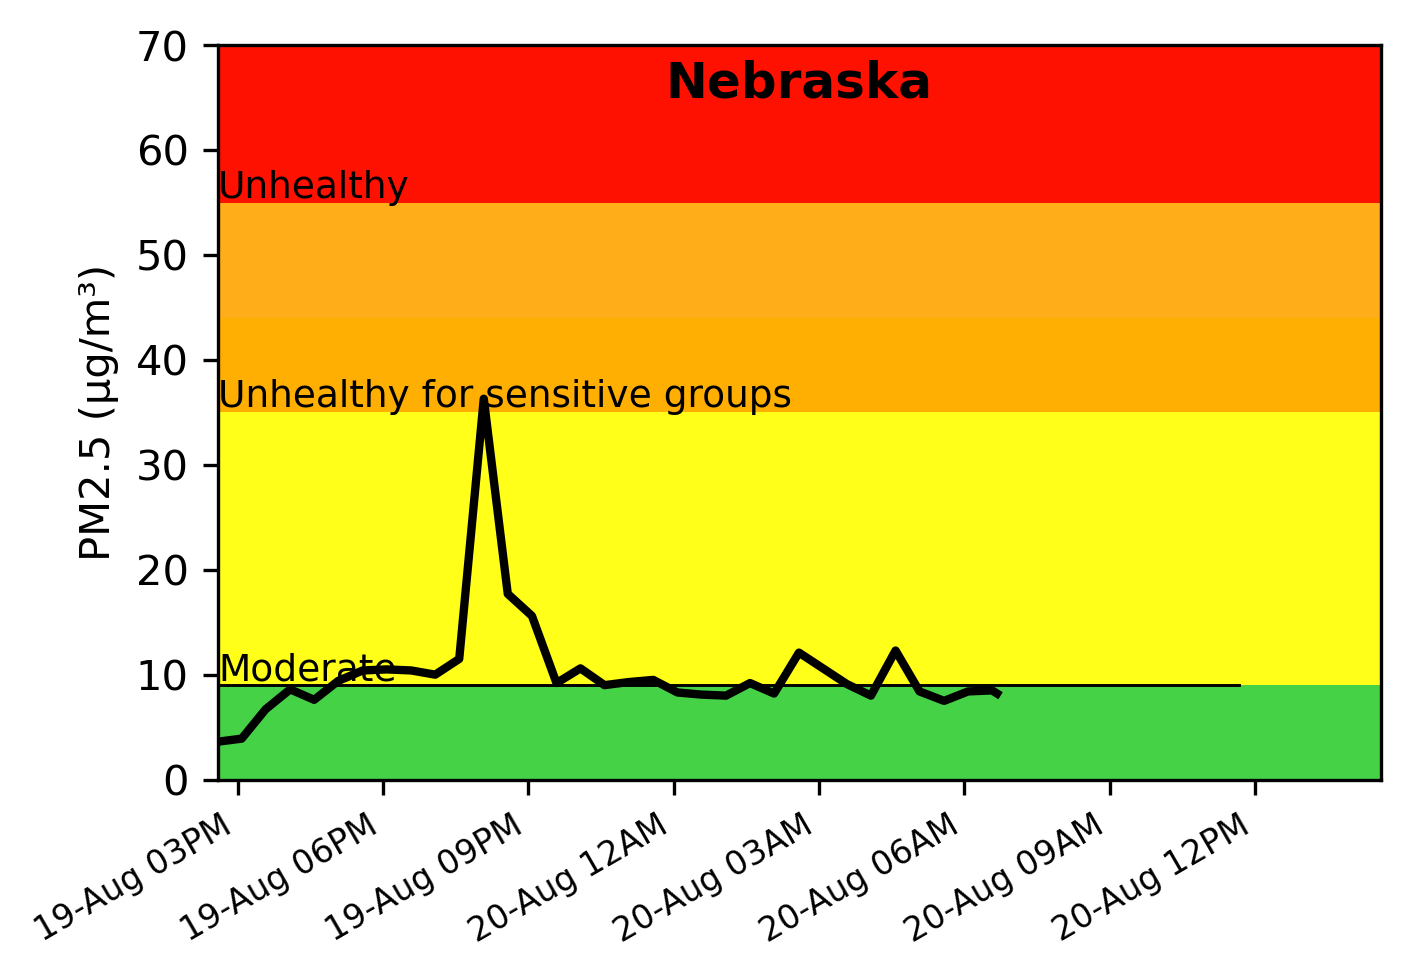 Nebraska
70
60
50
40
30
20
10
0
PM2.5 (µg/m³)
Unhealthy
Unhealthy for sensitive groups
Moderate
19-Aug 03PM
19-Aug 06PM
19-Aug 09PM
20-Aug 12AM
20-Aug 03AM
20-Aug 06AM
20-Aug 09AM
20-Aug 12PM